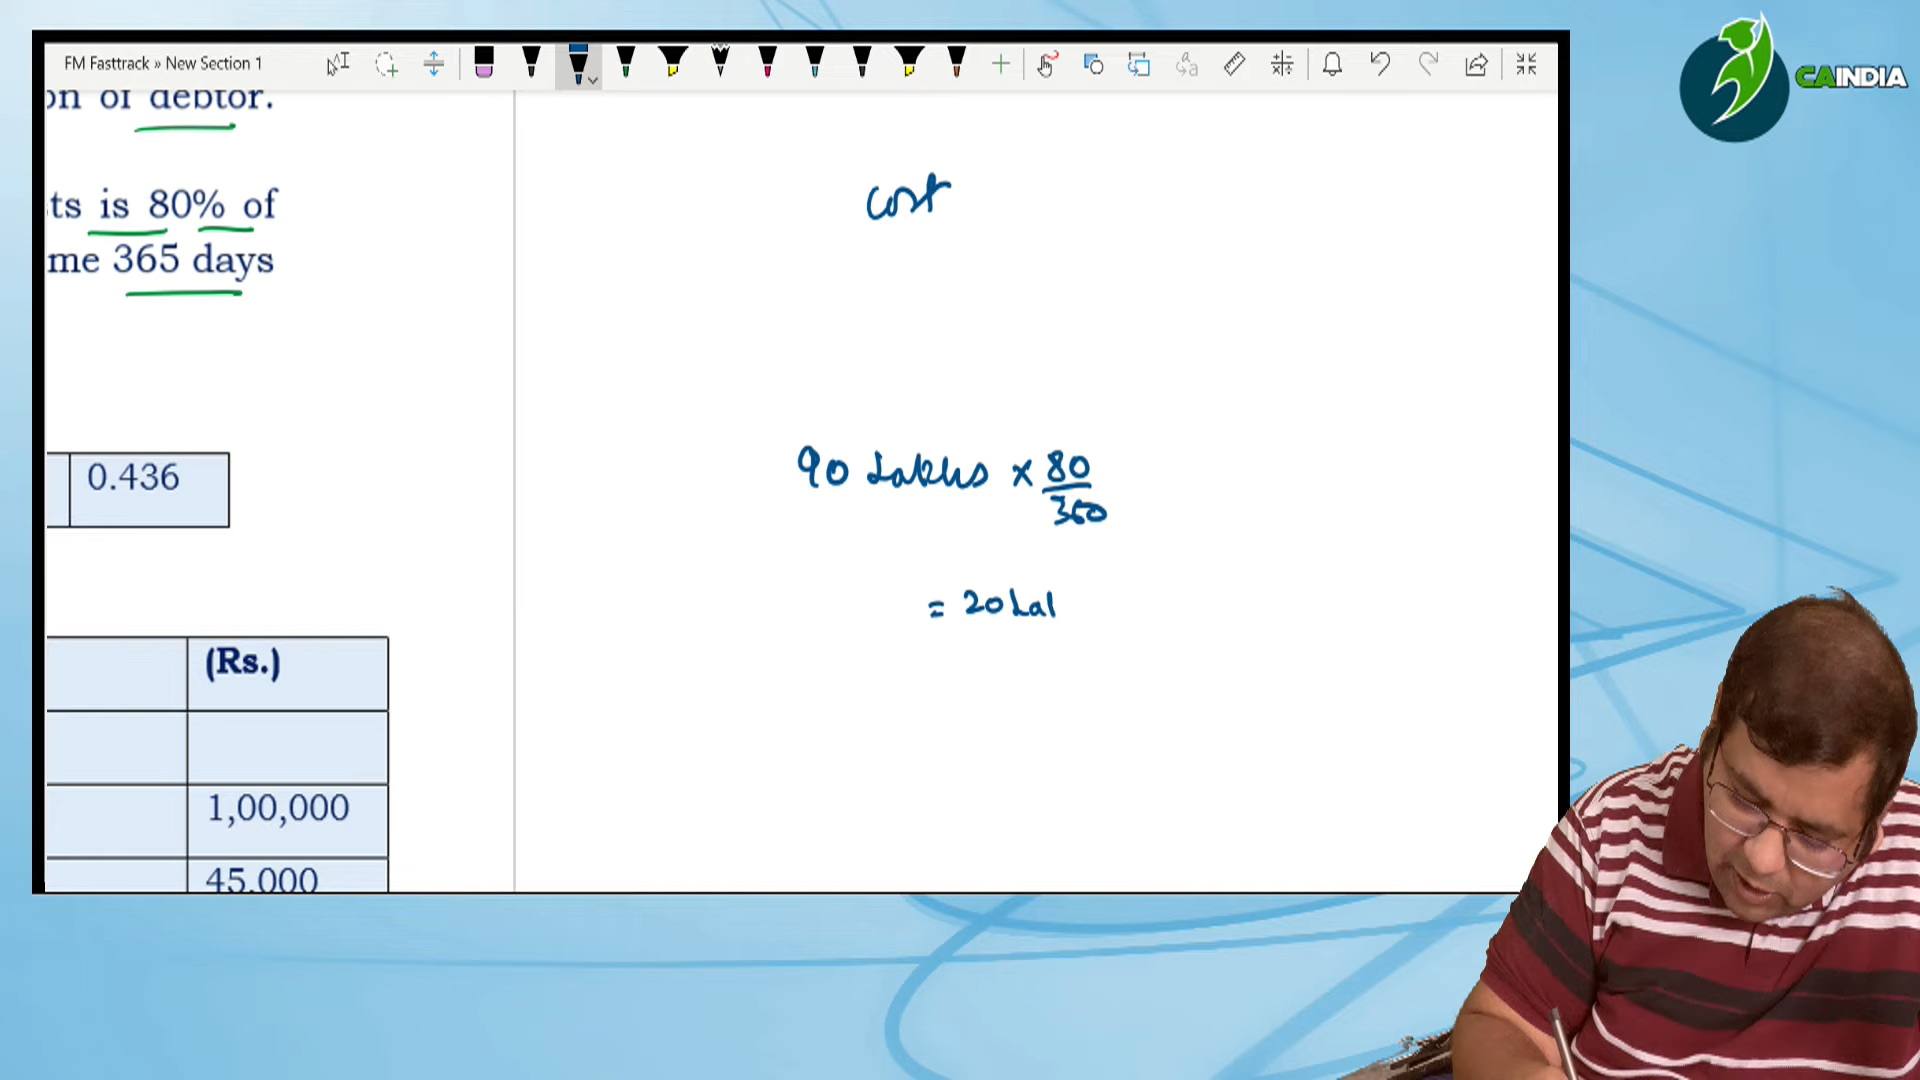 FM Fasttrack » New Section 1
CAINDIA
on of debtor.
ts is 80% of
me 365 days
cost
0.436
90 Lakhs × 80
360
= 20 Lal
(Rs.)
1,00,000
45,000